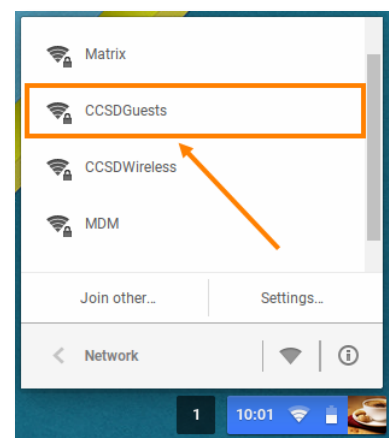 Matrix
CCSDGuests
CCSDWireless
MDM
Join other... Settings...
Network
1 10:01